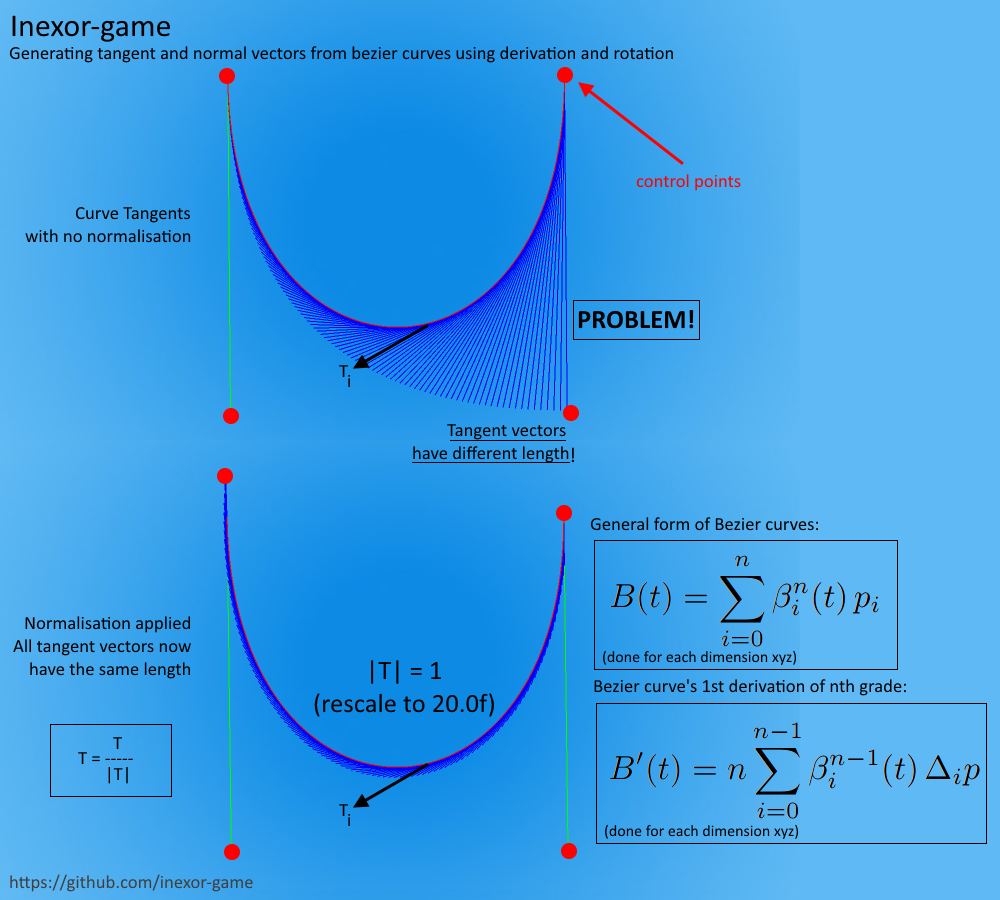 Inexor-game
Generating tangent and normal vectors from bezier curves using derivation and rotation
control points
Curve Tangents
with no normalisation
PROBLEM!
T_i
Tangent vectors
have different length!
General form of Bezier curves:
B(t) = \sum_{i=0}^{n} β_i^n(t) p_i
(done for each dimension xyz)
Normalisation applied
All tangent vectors now
have the same length
|T| = 1
(rescale to 20.0f)
Bezier curve's 1st derivation of nth grade:
B'(t) = n \sum_{i=0}^{n-1} β_i^{n-1}(t) Δ_i p
(done for each dimension xyz)
T
T = -----
|T|
T_i
https://github.com/inexor-game